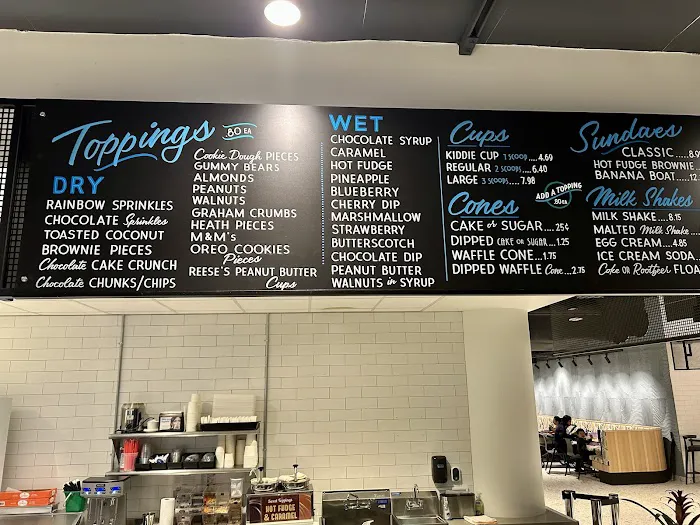 Toppings .80 EA
DRY
RAINBOW SPRINKLES
CHOCOLATE Sprinkles
TOASTED COCONUT
BROWNIE PIECES
Chocolate CAKE CRUNCH
Chocolate CHUNKS/CHIPS
Cookie Dough PIECES
GUMMY BEARS
ALMONDS
PEANUTS
WALNUTS
GRAHAM CRUMBS
HEATH PIECES
M&M's
OREO COOKIES
Pieces
REESE'S PEANUT BUTTER
Cups
WET
CHOCOLATE SYRUP
CARAMEL
HOT FUDGE
PINEAPPLE
BLUEBERRY
CHERRY DIP
MARSHMALLOW
STRAWBERRY
BUTTERSCOTCH
CHOCOLATE DIP
PEANUT BUTTER
WALNUTS in SYRUP
Cups
KIDDIE CUP 1 SCOOP....4.69
REGULAR 2 SCOOPS...6.40
LARGE 3 SCOOPS...7.98
ADD A TOPPING
.80EA
Cones
CAKE or SUGAR....25¢
DIPPED CAKE OR SUGAR...1.25
WAFFLE CONE...1.75
DIPPED WAFFLE Cone...2.75
Sundaes
CLASSIC.....8.
HOT FUDGE BROWNIE
BANANA BOAT....12.
Milk Shakes
MILK SHAKE....8.15
MALTED Milk Shake...
EGG CREAM...4.85
ICE CREAM SODA...
Cake or Rootbeer FLOA
HOT FUDGE
& CARAMEL